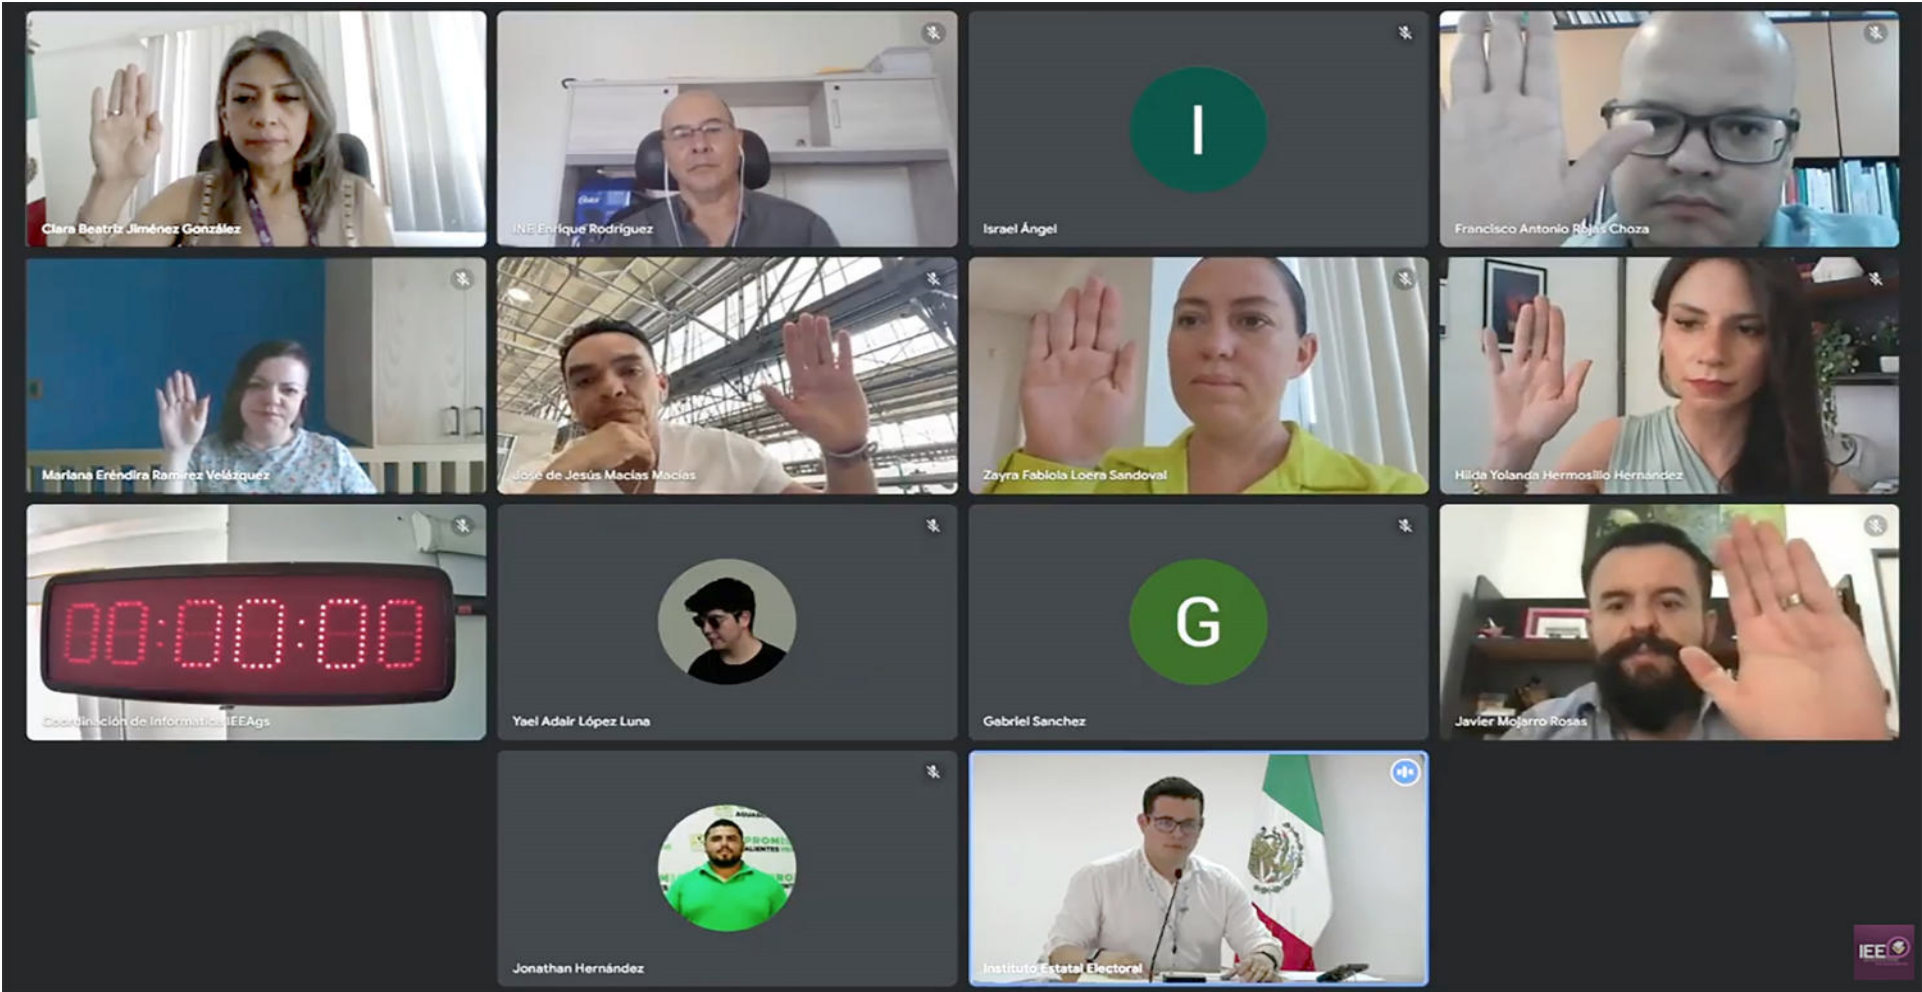 Clara Beatriz Jiménez González
INE Enrique Rodríguez
I
Israel Ángel
Francisco Antonio Rojas Choza
Mariana Eréndira Ramírez Velázquez
José de Jesús Macías Macías
Zayra Fabiola Loera Sandoval
Hilda Yolanda Hermosillo Hernández
00:00:00
Coordinación de Informática IEEAgs
Yael Adair López Luna
G
Gabriel Sanchez
Javier Mojarro Rosas
Jonathan Hernández
Instituto Estatal Electoral
IEE